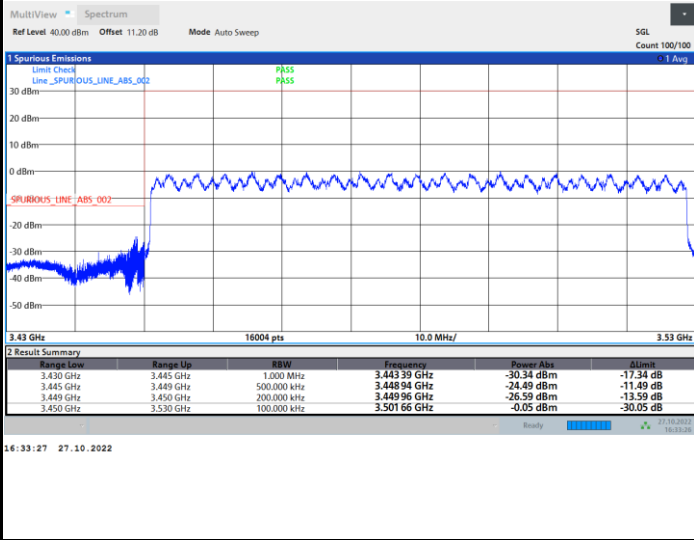 MultiView Spectrum
Ref Level 40.00 dBm Offset 11.20 dB Mode Auto Sweep SGL
Count 100/100
1 Spurious Emissions 1 Avg
Limit Check PASS
Line _SPURIOUS_LINE_ABS_002 PASS
30 dBm
20 dBm
10 dBm
0 dBm
_SPURIOUS_LINE_ABS_002
-20 dBm
-30 dBm
-40 dBm
-50 dBm
3.43 GHz 16004 pts 10.0 MHz/ 3.53 GHz
2 Result Summary
Range Low Range Up RBW Frequency Power Abs ΔLimit
3.430 GHz 3.445 GHz 1.000 MHz 3.443 39 GHz -30.34 dBm -17.34 dB
3.445 GHz 3.449 GHz 500.000 kHz 3.448 94 GHz -24.49 dBm -11.49 dB
3.449 GHz 3.450 GHz 200.000 kHz 3.449 96 GHz -26.59 dBm -13.59 dB
3.450 GHz 3.530 GHz 100.000 kHz 3.501 66 GHz -0.05 dBm -30.05 dB
Ready 27.10.2022
16:33:26
16:33:27 27.10.2022